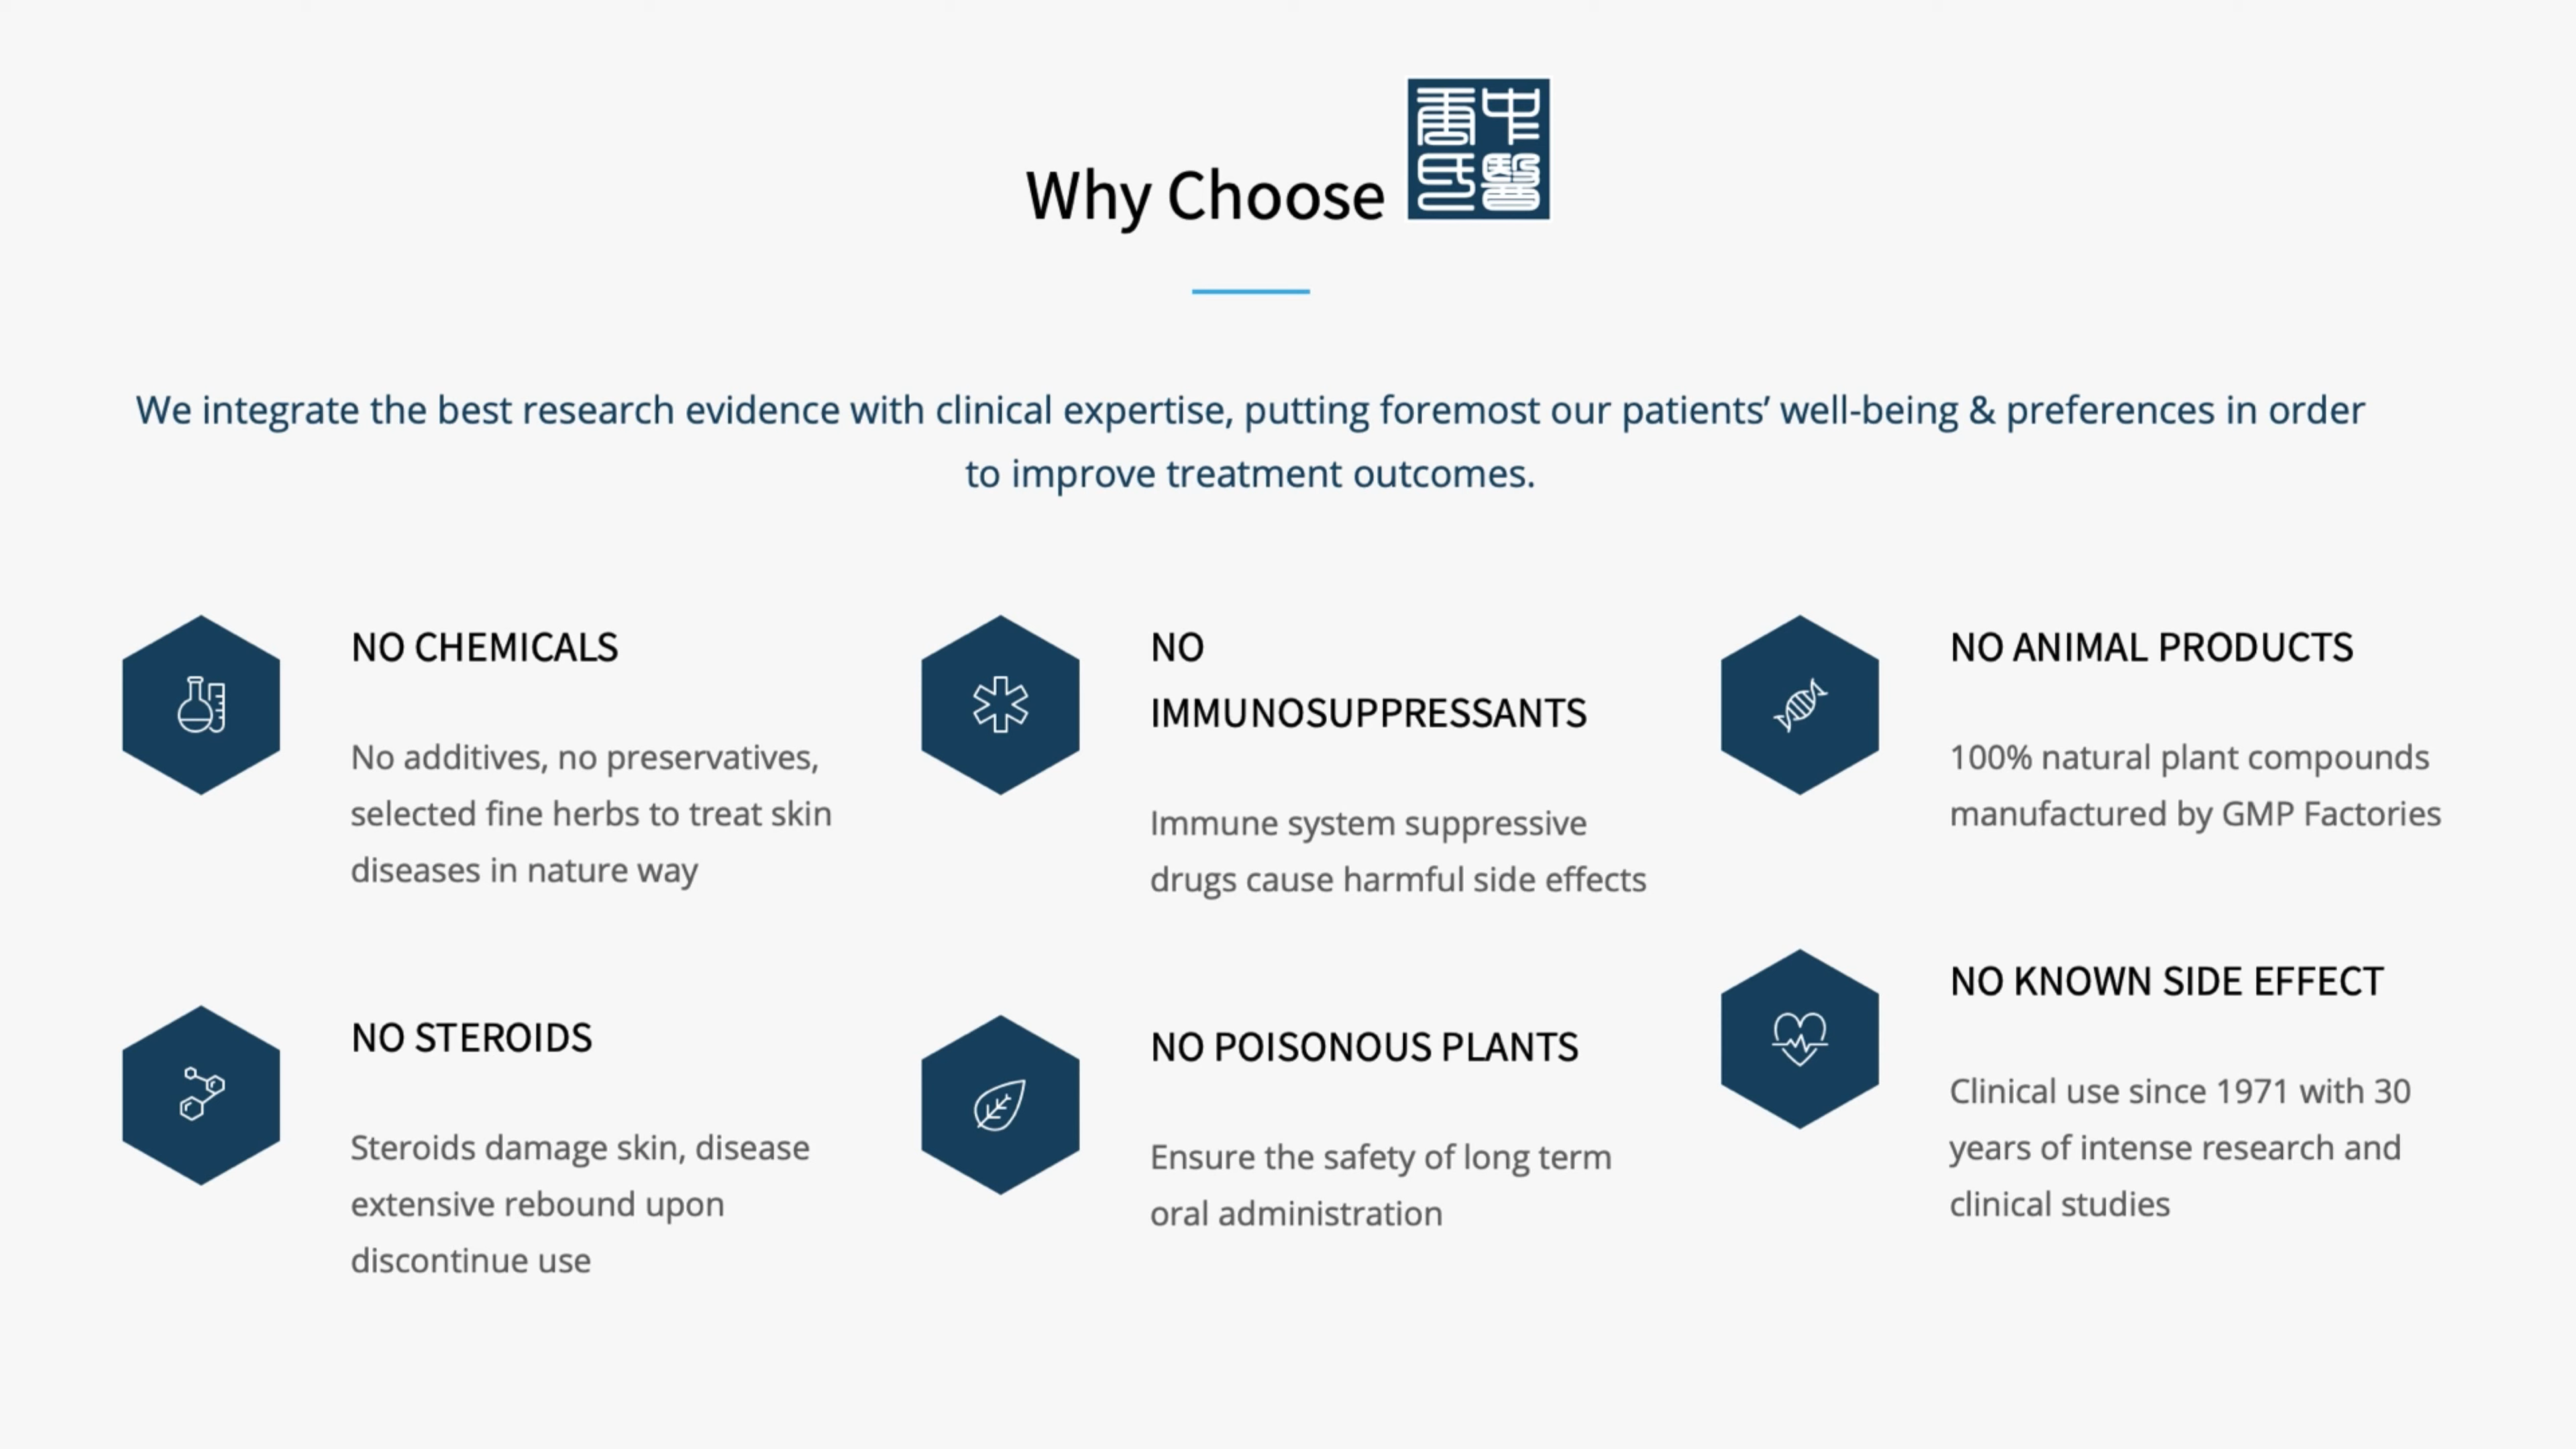 Why Choose
唐中
氏醫
We integrate the best research evidence with clinical expertise, putting foremost our patients’ well-being & preferences in order
to improve treatment outcomes.
NO CHEMICALS
No additives, no preservatives,
selected fine herbs to treat skin
diseases in nature way
NO
IMMUNOSUPPRESSANTS
Immune system suppressive
drugs cause harmful side effects
NO ANIMAL PRODUCTS
100% natural plant compounds
manufactured by GMP Factories
NO STEROIDS
Steroids damage skin, disease
extensive rebound upon
discontinue use
NO POISONOUS PLANTS
Ensure the safety of long term
oral administration
NO KNOWN SIDE EFFECT
Clinical use since 1971 with 30
years of intense research and
clinical studies